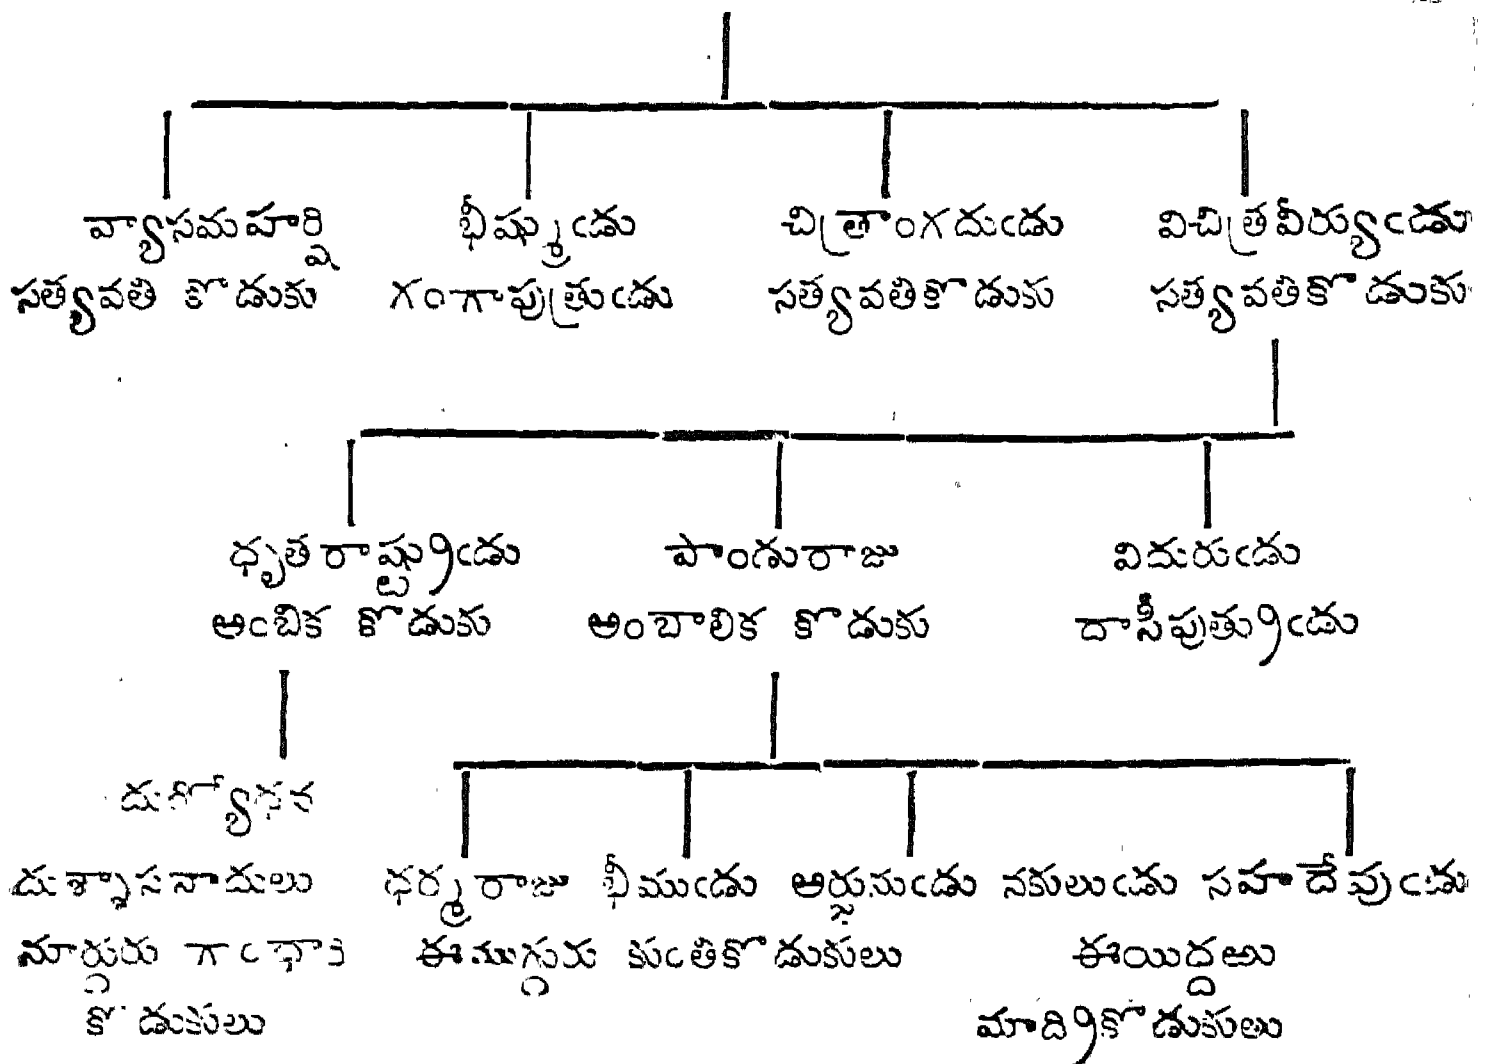 వ్యాసమహర్షి భీష్ముఁడు చిత్రాంగదుఁడు విచిత్రవీర్యుఁడు
సత్యవతి కొడుకు గంగాపుత్రుఁడు సత్యవతికొడుకు సత్యవతికొడుకు
ధృతరాష్ట్రుఁడు పాండురాజు విదురుఁడు
అంబిక కొడుకు అంబాలిక కొడుకు దాసీపుత్రుఁడు
దుర్యోధన
దుశ్శాసనాదులు ధర్మరాజు భీముఁడు అర్జునుఁడు నకులుఁడు సహదేవుఁడు
నూర్గురు గాంధారి ఈముగ్గురు కుంతికొడుకులు ఈయిద్దఱు
కొడుకులు మాద్రికొడుకులు